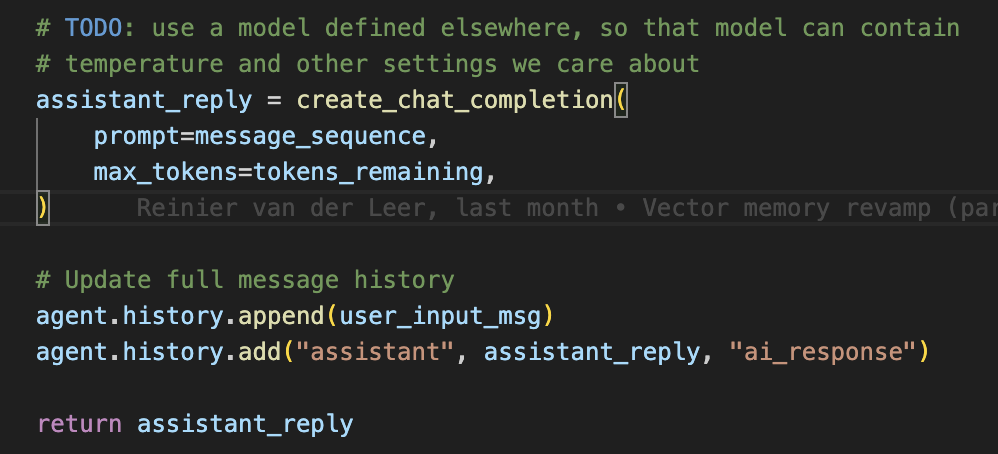 # TODO: use a model defined elsewhere, so that model can contain
# temperature and other settings we care about
assistant_reply = create_chat_completion(
    prompt=message_sequence,
    max_tokens=tokens_remaining,
)      Reinier van der Leer, last month • Vector memory revamp (par
# Update full message history
agent.history.append(user_input_msg)
agent.history.add("assistant", assistant_reply, "ai_response")
return assistant_reply